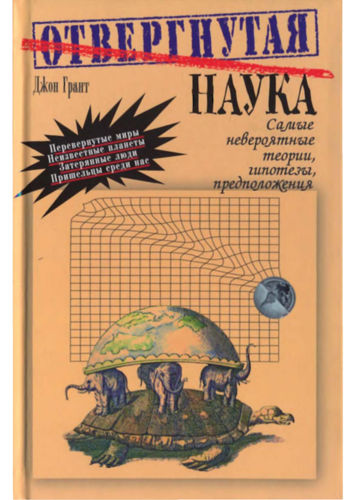 ОТВЕРГНУТАЯ
Джон Грант
НАУКА
Самые
невероятные
теории,
гипотезы,
предположения
Перевернутые миры
Неизвестные планеты
Затерянные люди
Пришельцы среди нас